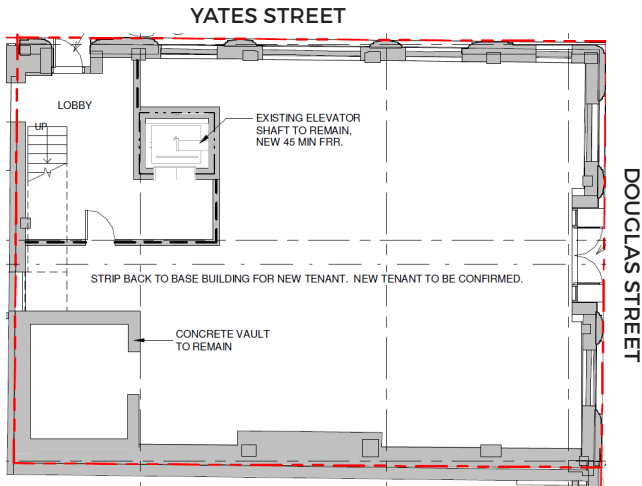 YATES STREET
LOBBY
UP
EXISTING ELEVATOR
SHAFT TO REMAIN,
NEW 45 MIN FRR.
DOUGLAS STREET
STRIP BACK TO BASE BUILDING FOR NEW TENANT. NEW TENANT TO BE CONFIRMED.
CONCRETE VAULT
TO REMAIN